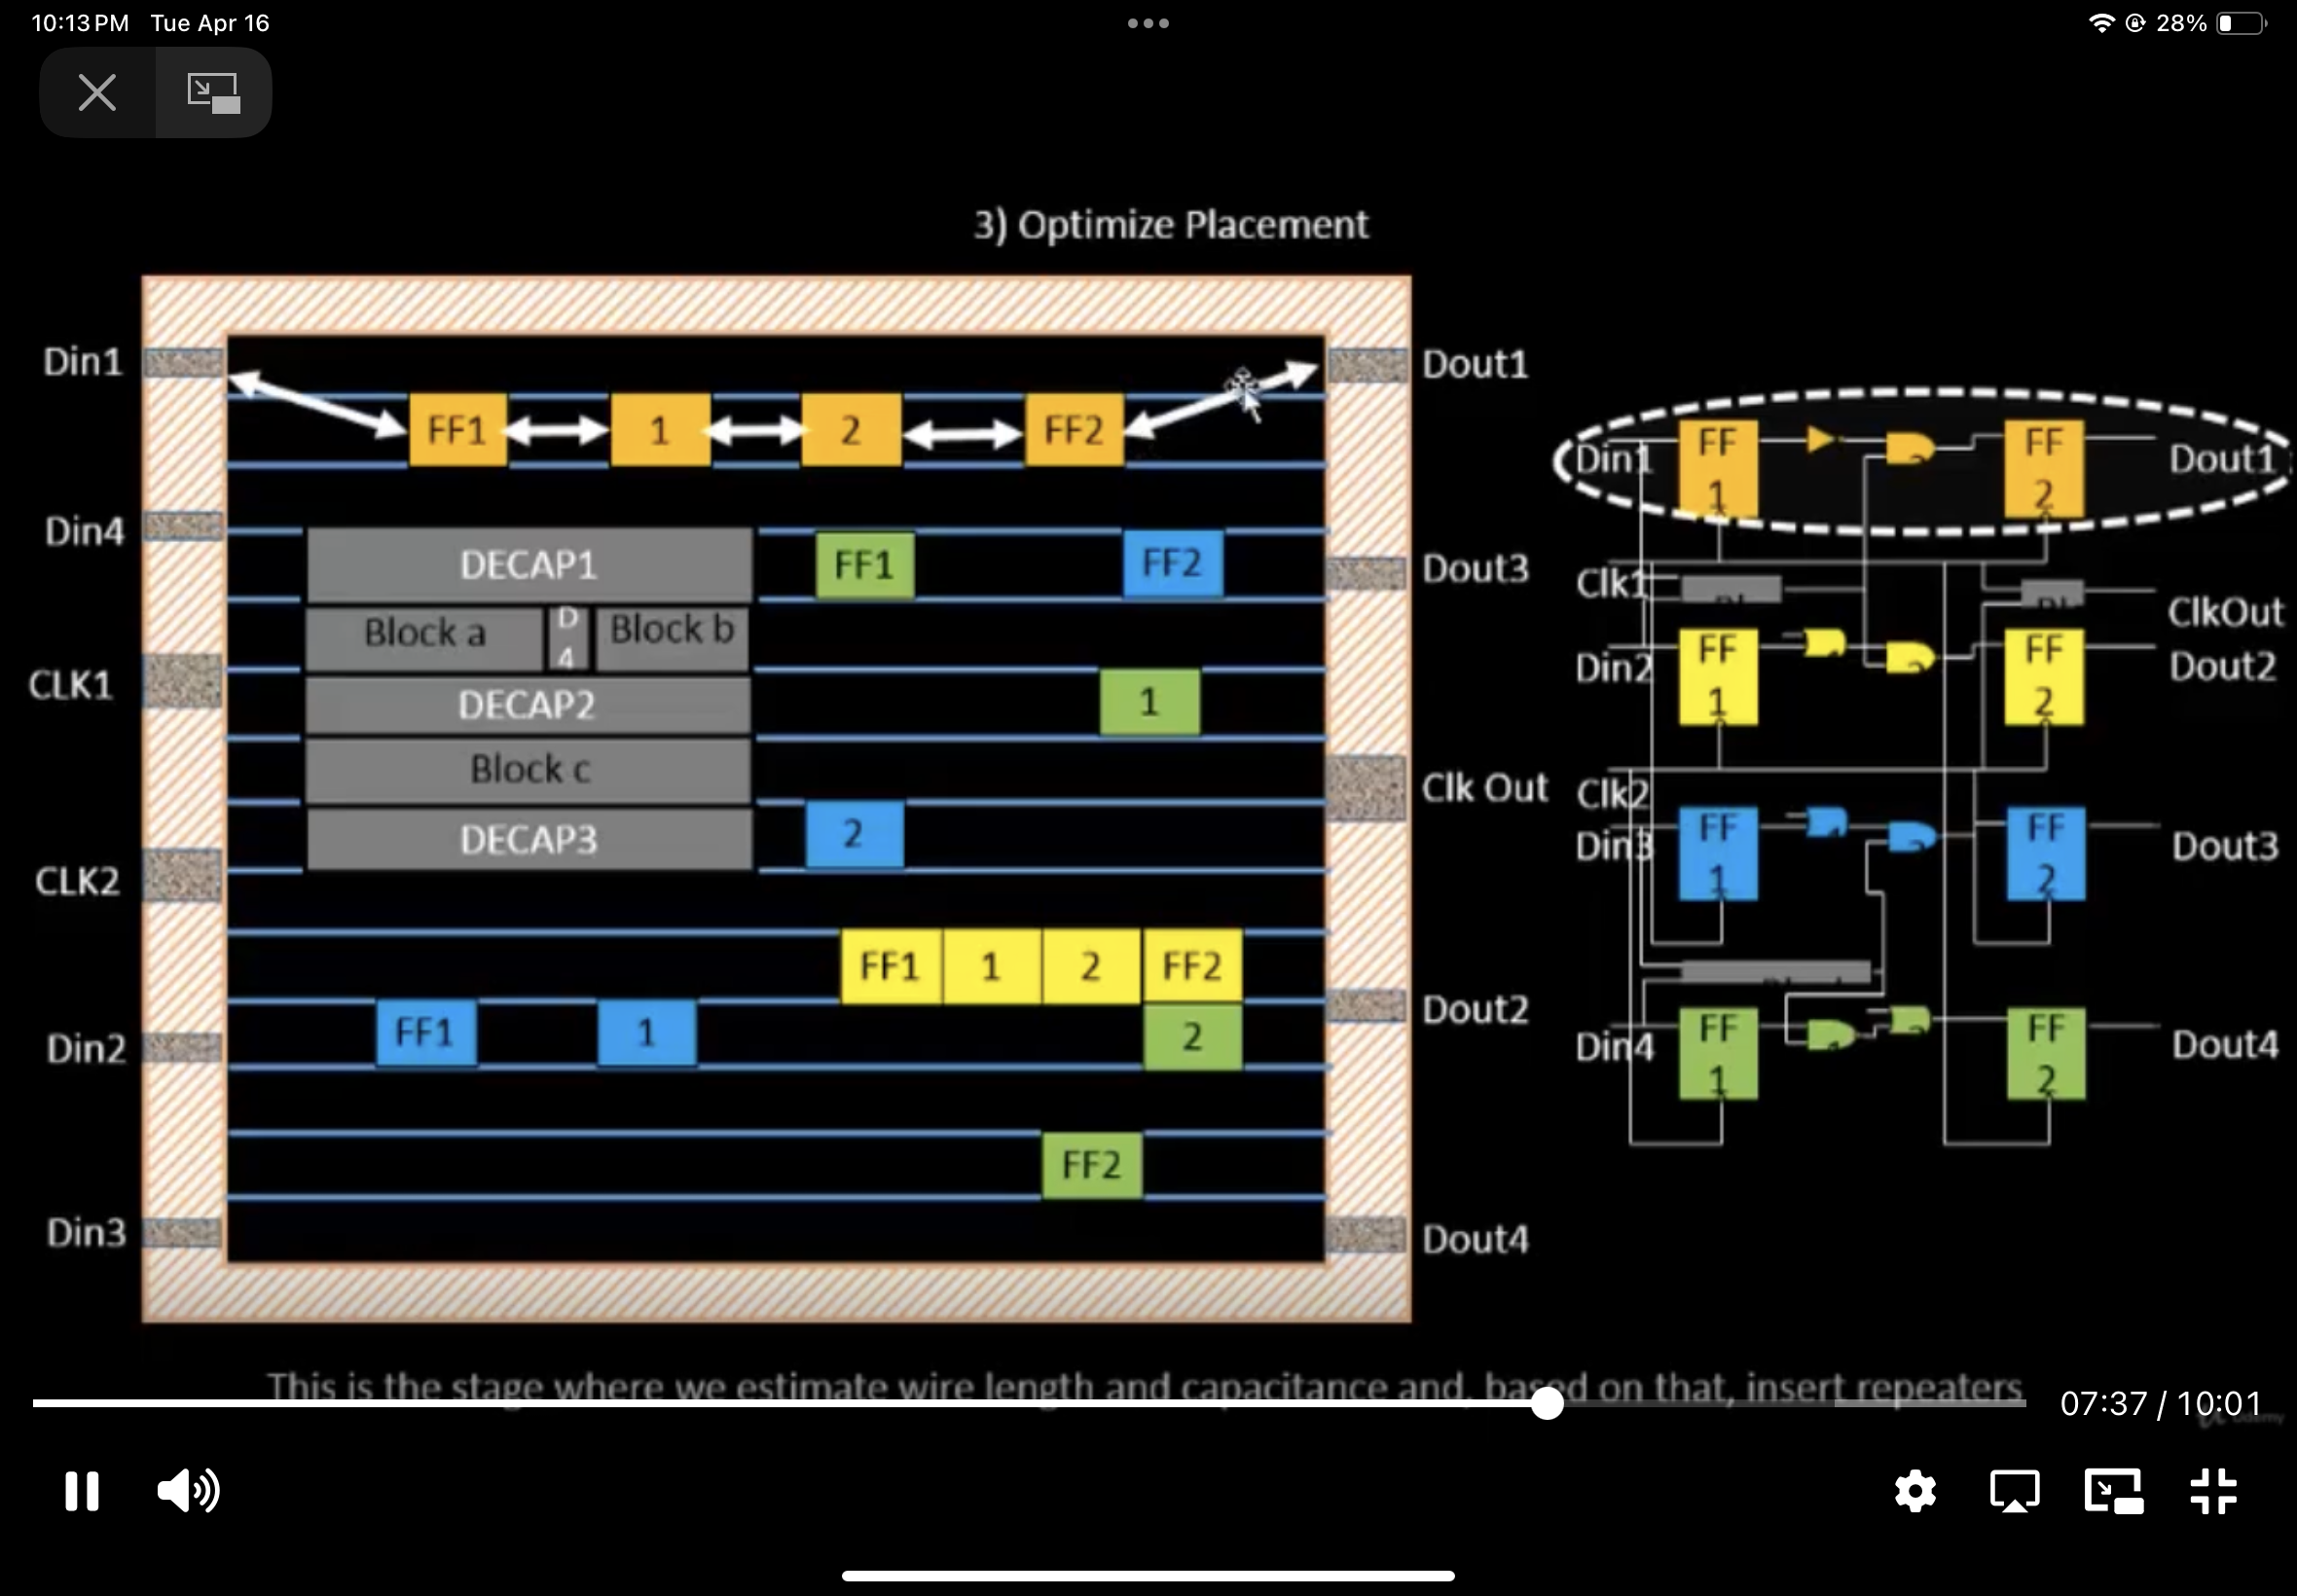 10:13 PM Tue Apr 16
28%
3) Optimize Placement
Din1
Dout1
FF1
1
2
FF2
Din4
DECAP1
FF1
FF2
Dout3
Block a
D
4
Block b
CLK1
DECAP2
1
Block c
Clk Out
DECAP3
2
CLK2
FF1
1
2
FF2
Dout2
FF1
1
2
Din2
FF2
Din3
Dout4
Din1
FF
1
FF
2
Dout1
Clk1
ClkOut
Din2
FF
1
FF
2
Dout2
Clk2
Din3
FF
1
FF
2
Dout3
Din4
FF
1
FF
2
Dout4
This is the stage where we estimate wire length and capacitance and, based on that, insert repeaters
07:37 / 10:01
Udemy